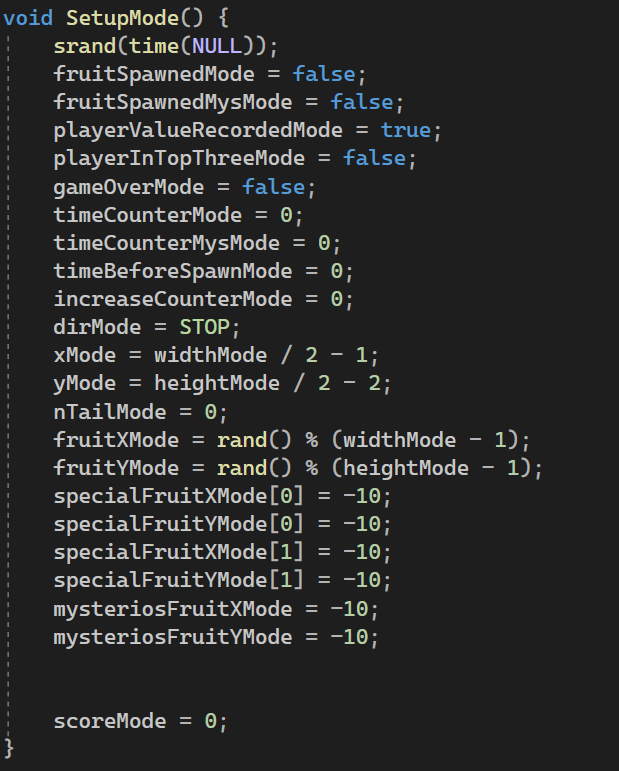 void SetupMode() {
    srand(time(NULL));
    fruitSpawnedMode = false;
    fruitSpawnedMysMode = false;
    playerValueRecordedMode = true;
    playerInTopThreeMode = false;
    gameOverMode = false;
    timeCounterMode = 0;
    timeCounterMysMode = 0;
    timeBeforeSpawnMode = 0;
    increaseCounterMode = 0;
    dirMode = STOP;
    xMode = widthMode / 2 - 1;
    yMode = heightMode / 2 - 2;
    nTailMode = 0;
    fruitXMode = rand() % (widthMode - 1);
    fruitYMode = rand() % (heightMode - 1);
    specialFruitXMode[0] = -10;
    specialFruitYMode[0] = -10;
    specialFruitXMode[1] = -10;
    specialFruitYMode[1] = -10;
    mysteriosFruitXMode = -10;
    mysteriosFruitYMode = -10;
    scoreMode = 0;
}